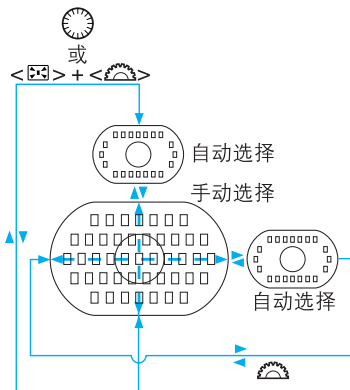 或
< > + < >
自动选择
手动选择
自动选择